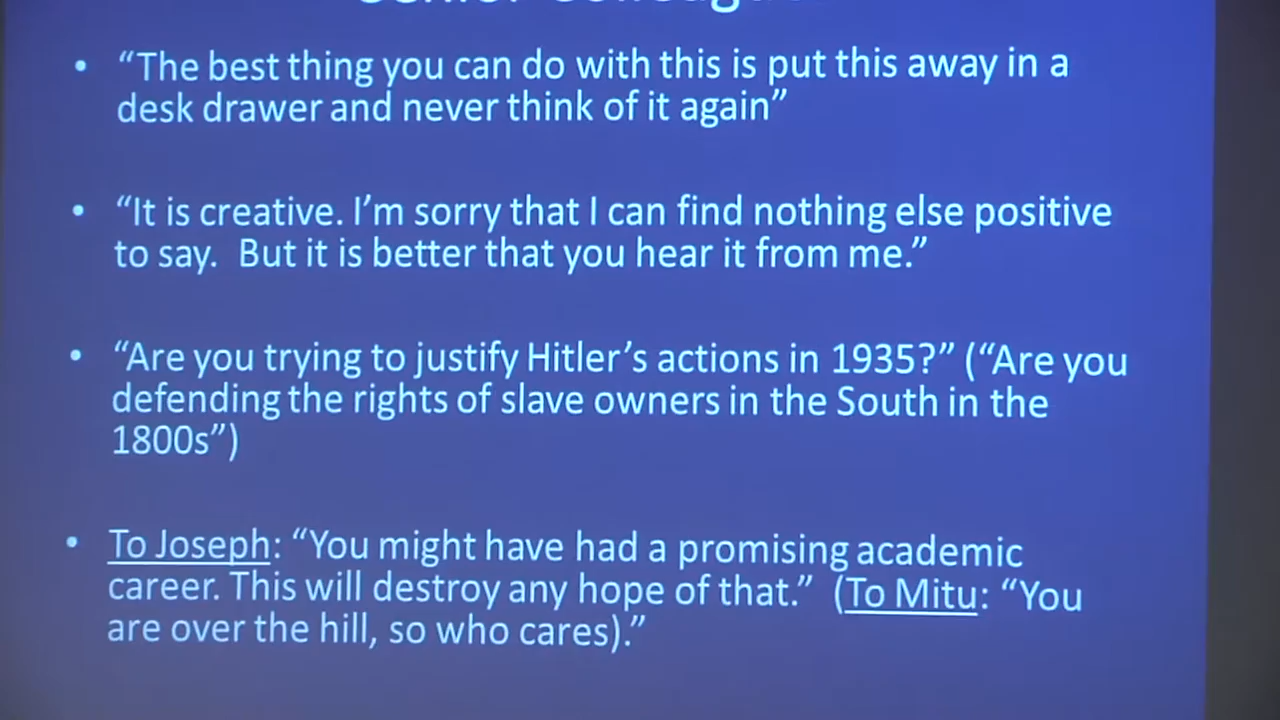 • “The best thing you can do with this is put this away in a
desk drawer and never think of it again”
• “It is creative. I’m sorry that I can find nothing else positive
to say.  But it is better that you hear it from me.”
• “Are you trying to justify Hitler’s actions in 1935?” (“Are you
defending the rights of slave owners in the South in the
1800s”)
• To Joseph: “You might have had a promising academic
career. This will destroy any hope of that.”  (To Mitu: “You
are over the hill, so who cares).”